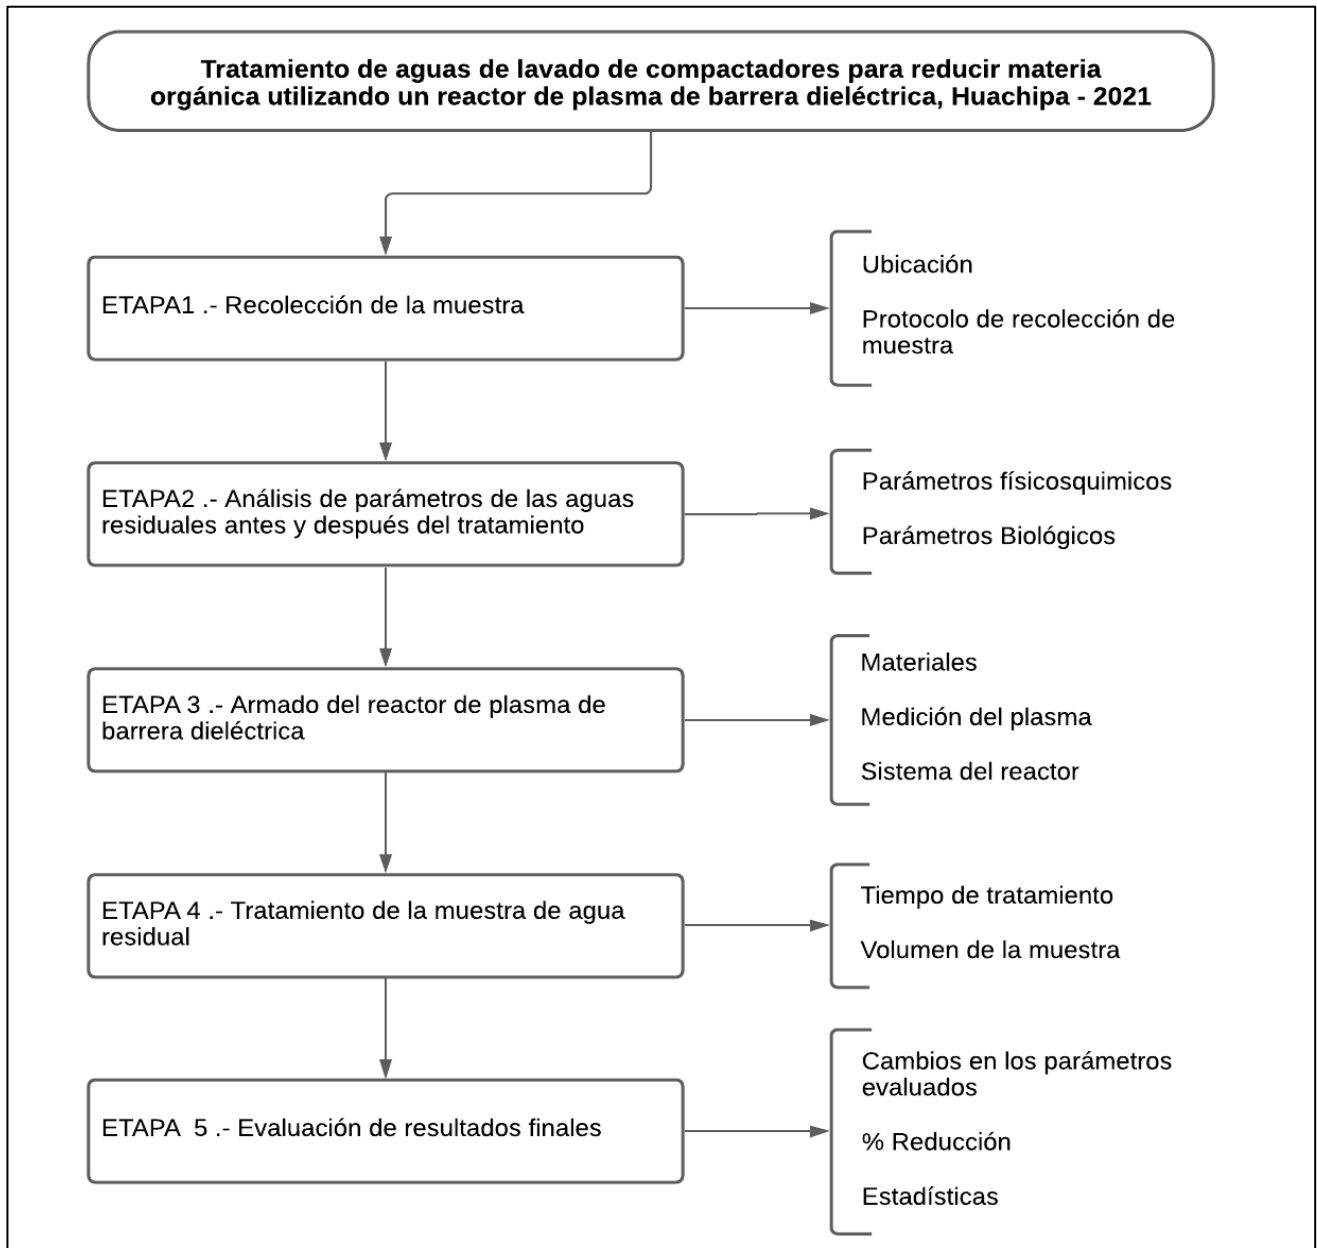 Tratamiento de aguas de lavado de compactadores para reducir materia
orgánica utilizando un reactor de plasma de barrera dieléctrica, Huachipa - 2021
ETAPA1 .- Recolección de la muestra
Ubicación
Protocolo de recolección de
muestra
ETAPA2 .- Análisis de parámetros de las aguas
residuales antes y después del tratamiento
Parámetros físicosquimicos
Parámetros Biológicos
ETAPA 3 .- Armado del reactor de plasma de
barrera dieléctrica
Materiales
Medición del plasma
Sistema del reactor
ETAPA 4 .- Tratamiento de la muestra de agua
residual
Tiempo de tratamiento
Volumen de la muestra
ETAPA  5 .- Evaluación de resultados finales
Cambios en los parámetros
evaluados
% Reducción
Estadísticas